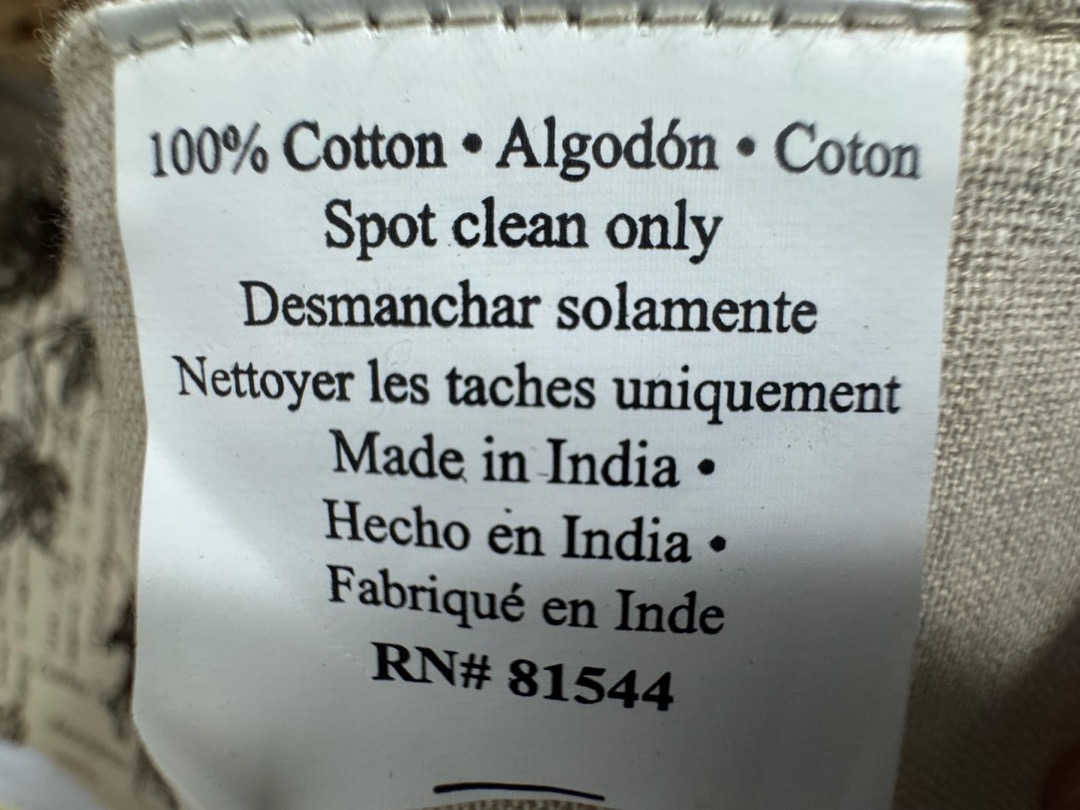 100% Cotton • Algodón • Coton
Spot clean only
Desmanchar solamente
Nettoyer les taches uniquement
Made in India •
Hecho en India •
Fabriqué en Inde
RN# 81544